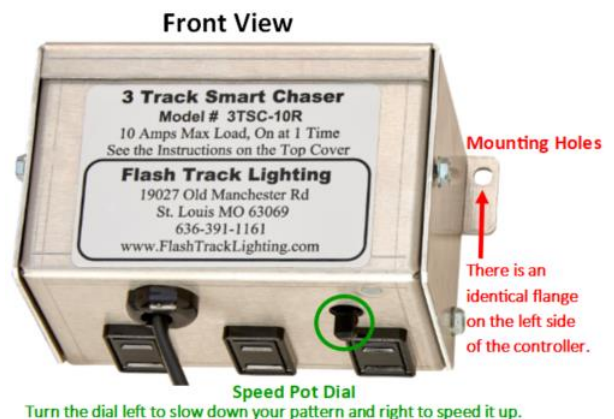 Front View
3 Track Smart Chaser
Model # 3TSC-10R
10 Amps Max Load, On at 1 Time
See the Instructions on the Top Cover
Flash Track Lighting
19027 Old Manchester Rd
St. Louis MO 63069
636-391-1161
www.FlashTrackLighting.com
Mounting Holes
There is an
identical flange
on the left side
of the controller.
Speed Pot Dial
Turn the dial left to slow down your pattern and right to speed it up.